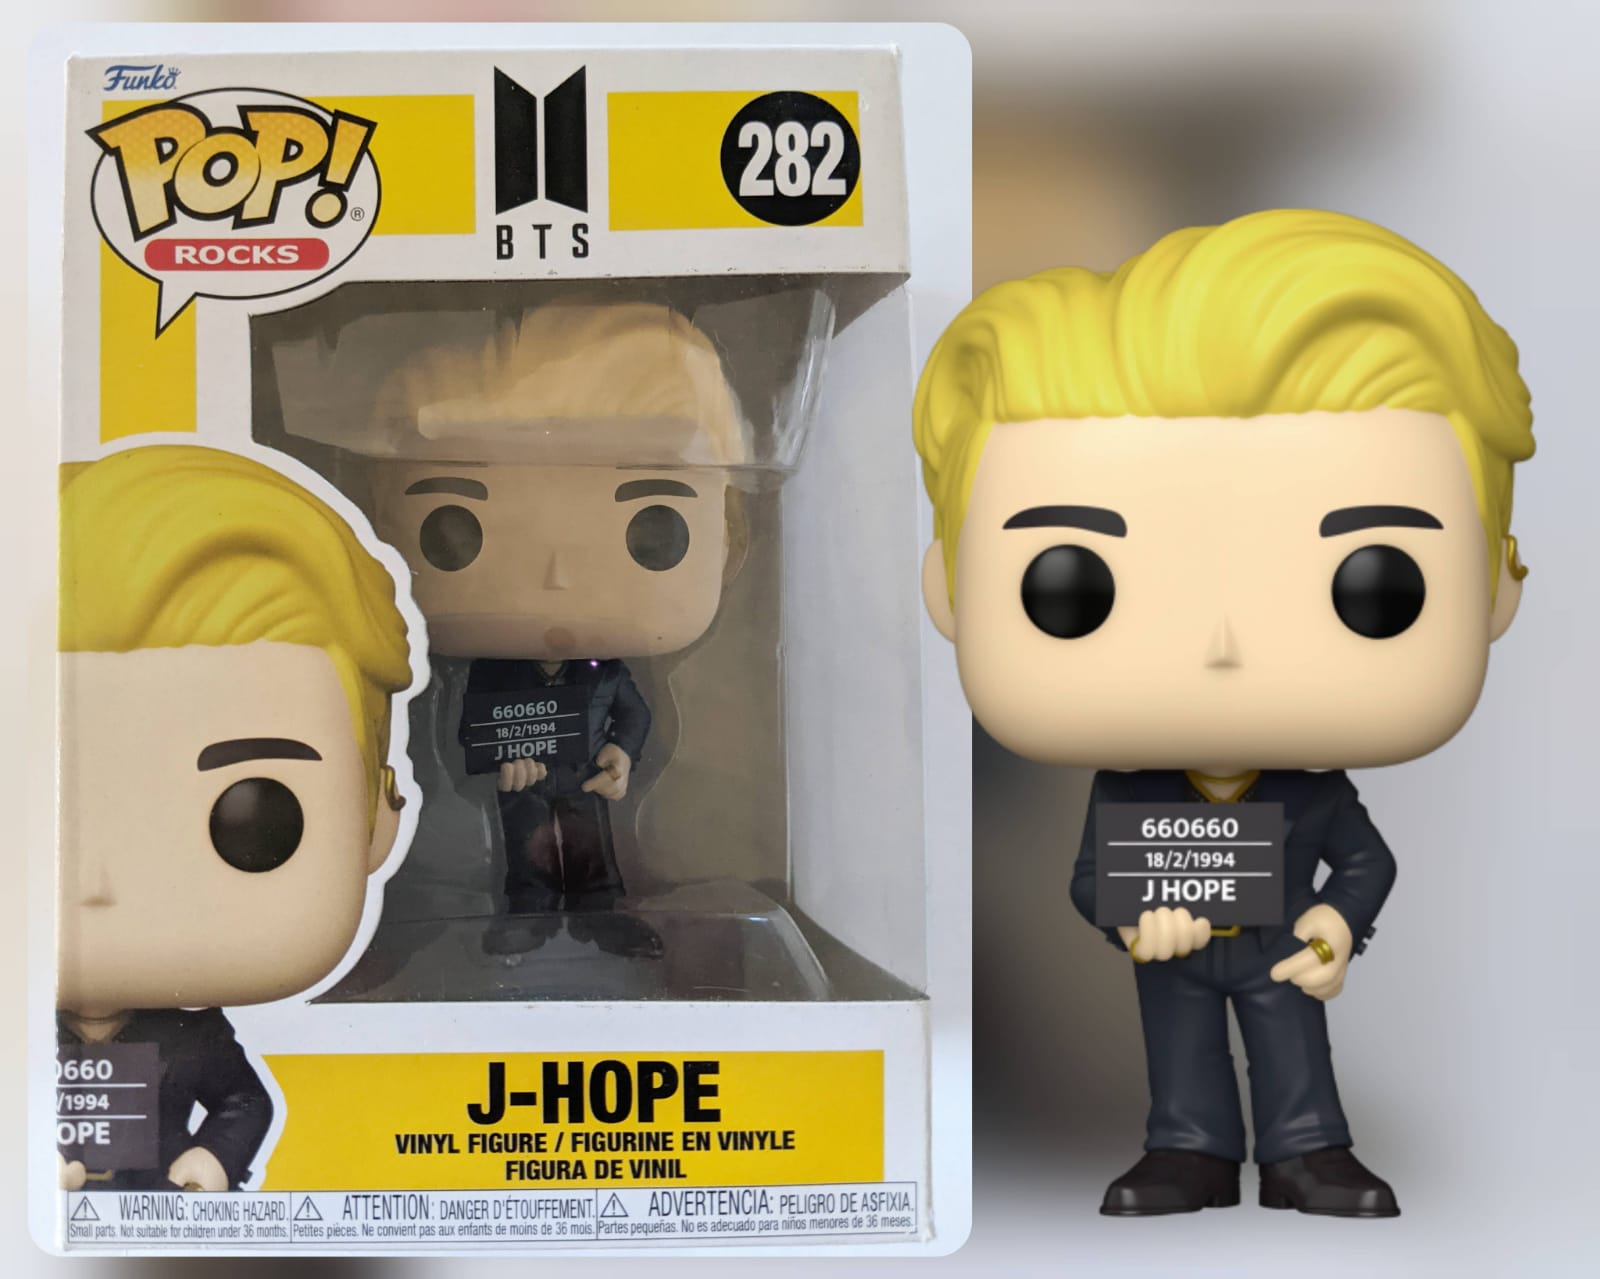 Funko
POP!®
ROCKS
BTS
282
660660
18/2/1994
J HOPE
660660
18/2/1994
J HOPE
0660
/1994
OPE
J-HOPE
VINYL FIGURE / FIGURINE EN VINYLE
FIGURA DE VINIL
WARNING: CHOKING HAZARD.
Small parts. Not suitable for children under 36 months.
ATTENTION: DANGER D'ÉTOUFFEMENT.
Petites pièces. Ne convient pas aux enfants de moins de 36 mois.
ADVERTENCIA: PELIGRO DE ASFIXIA.
Partes pequeñas. No es adecuado para niños menores de 36 meses.